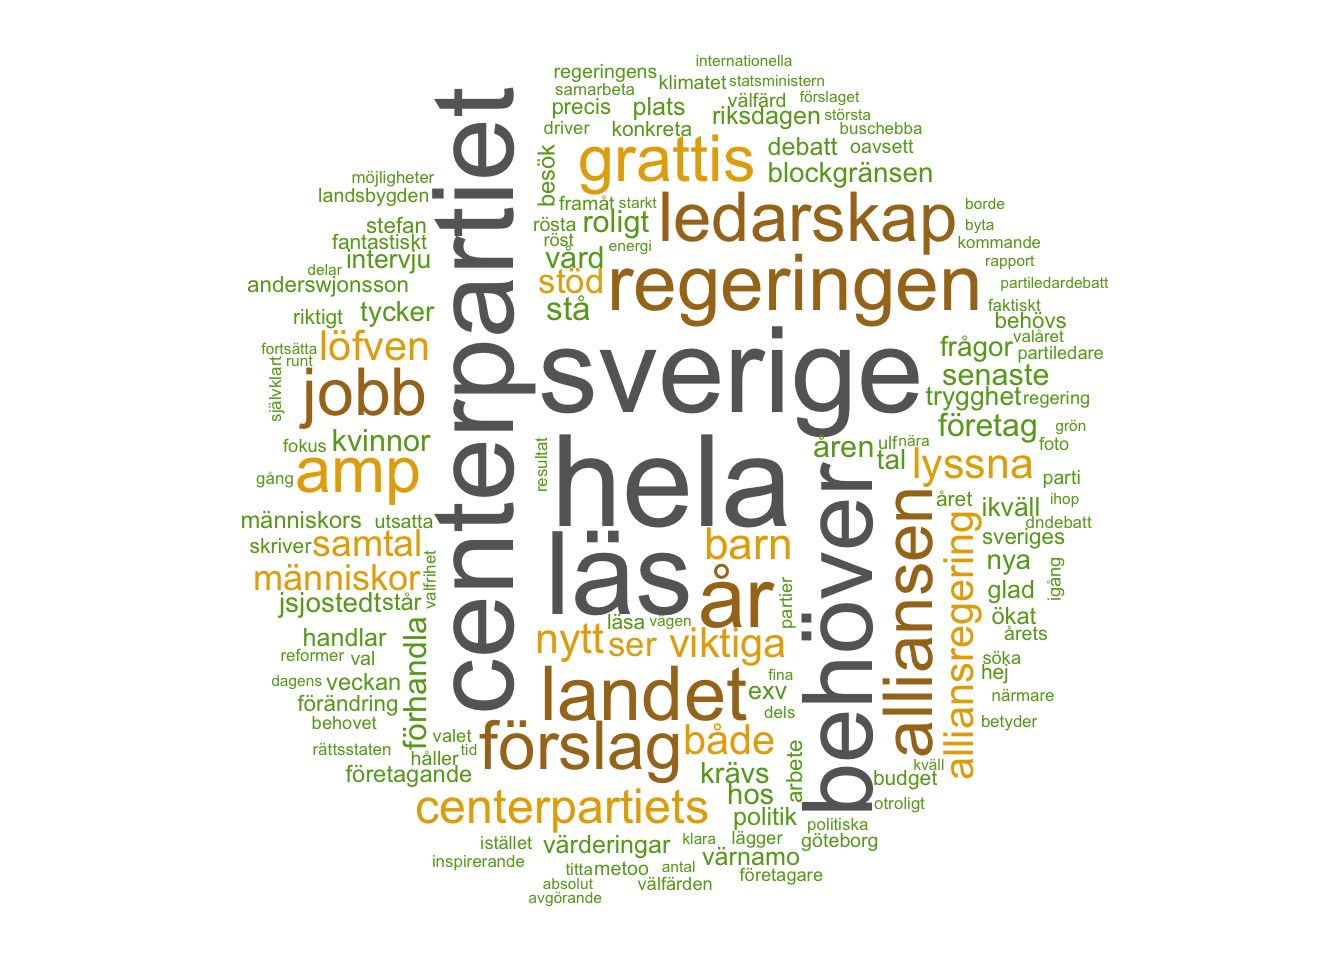 internationella
regeringens
klimatet
statsministern
samarbeta
välfärd
förslaget
precis
plats
riksdagen
största
driver
konkreta
buschebba
besök
grattis
debatt
oavsett
blockgränsen
möjligheter
landsbygden
framåt
starkt
ledarskap
borde
stefan
rösta
roligt
byta
fantastiskt
röst
energi
kommande
intervju
vård
rapport
delar
anderswjonsson
stöd
regeringen
partiledardebatt
riktigt
tycker
stå
faktiskt
behövs
centerpartiet
löfven
fortsätta
runt
sverige
frågor
valåret
partiledare
jobb
senaste
självklart
trygghet
regering
företag
grön
fokus
kvinnor
hela
åren
ulf
nära
foto
resultat
tal
lyssna
amp
gång
parti
behöver
alliansen
året
ikväll
ihop
människors
utsatta
läs
dndebatt
alliansregering
sveriges
skriver
samtal
barn
nya
igång
människor
valfrihet
år
partier
glad
jsjostedt
står
läsa
vägen
ökat
årets
handlar
förhandla
nytt
ser
viktiga
reformer
val
söka
hej
dagens
veckan
landet
exv
fina
närmare
förändring
dels
behovet
betyder
rättsstaten
valet
tid
förslag
både
håller
företagande
krävs
arbete
kväll
budget
centerpartiets
hos
otroligt
politik
politiska
istället
värderingar
klara
lägger
göteborg
inspirerande
titta
metoo
antal
värnamo
företagare
absolut
välfärden
avgörande